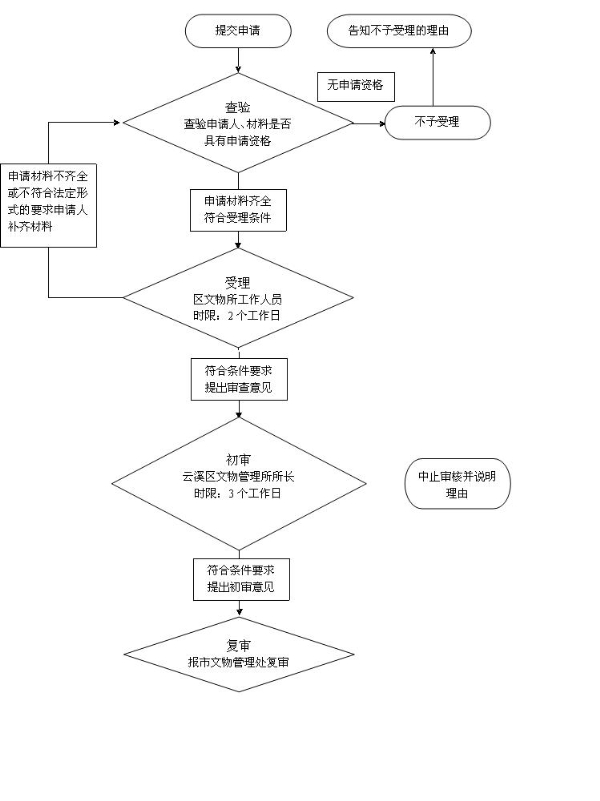 提交申请
告知不予受理的理由
无申请资格
查验
查验申请人、材料是否
具有申请资格
不予受理
申请材料不齐全
或不符合法定形
式的要求申请人
补齐材料
申请材料齐全
符合受理条件
受理
区文物所工作人员
时限：2个工作日
符合条件要求
提出审查意见
初审
云溪区文物管理所所长
时限：3个工作日
中止审核并说明
理由
符合条件要求
提出初审意见
复审
报市文物管理处复审